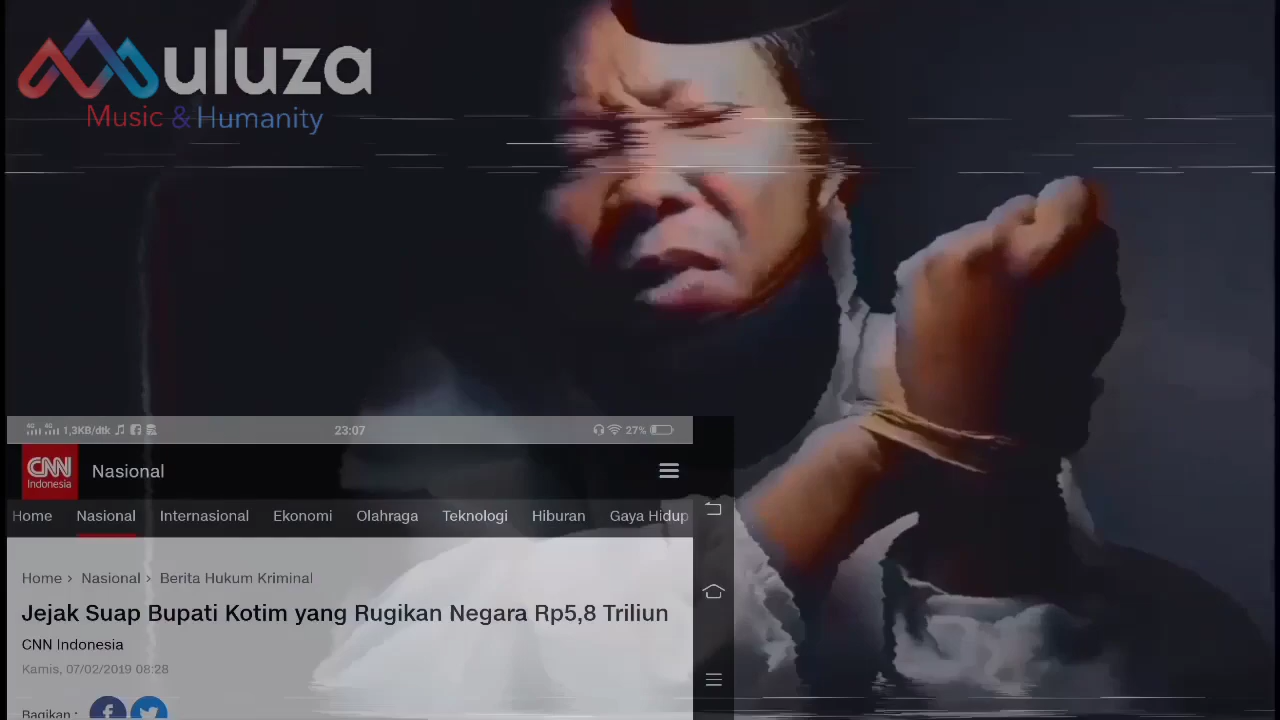 Muluza
Music & Humanity
1,3KB/dtk
23:07
27%
CNN
Indonesia
Nasional
Home Nasional Internasional Ekonomi Olahraga Teknologi Hiburan Gaya Hidup
Home › Nasional › Berita Hukum Kriminal
Jejak Suap Bupati Kotim yang Rugikan Negara Rp5,8 Triliun
CNN Indonesia
Kamis, 07/02/2019 08:28
Bagikan :